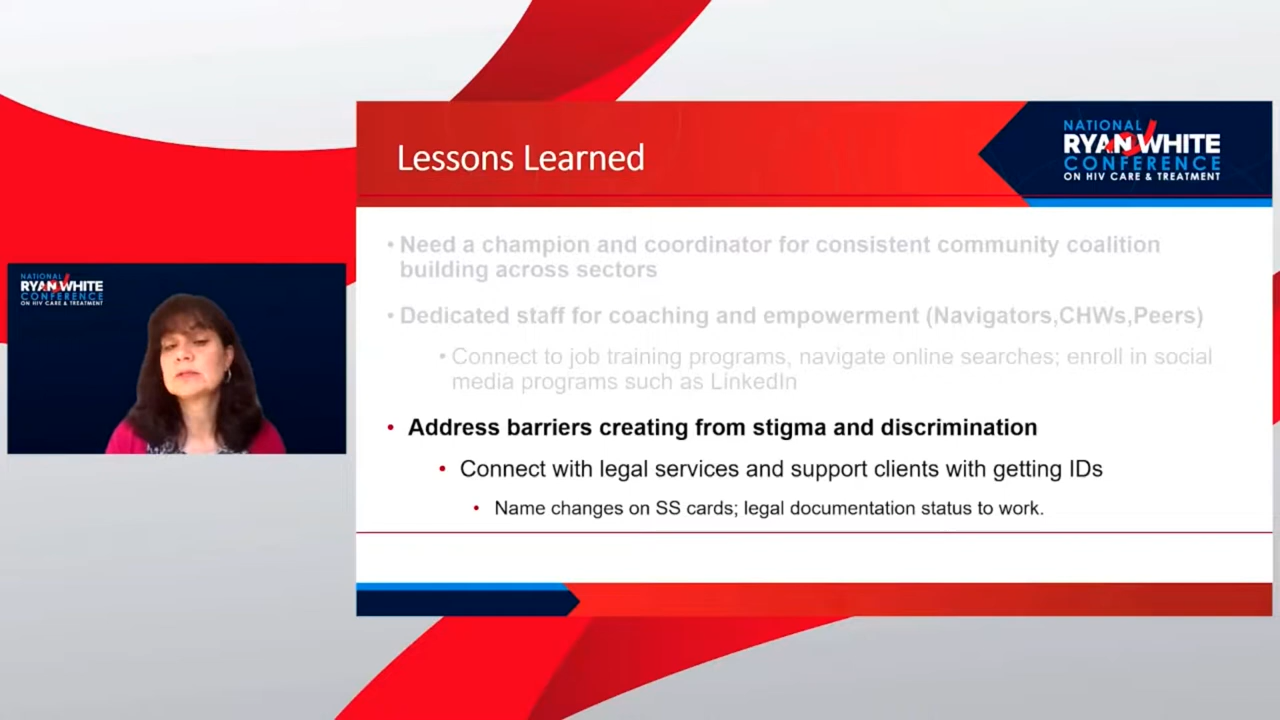 Lessons Learned
NATIONAL
RYAN WHITE
CONFERENCE
ON HIV CARE & TREATMENT
• Need a champion and coordinator for consistent community coalition
building across sectors
• Dedicated staff for coaching and empowerment (Navigators,CHWs,Peers)
• Connect to job training programs, navigate online searches; enroll in social
media programs such as LinkedIn
• Address barriers creating from stigma and discrimination
• Connect with legal services and support clients with getting IDs
• Name changes on SS cards; legal documentation status to work.
NATIONAL
RYAN WHITE
CONFERENCE
ON HIV CARE & TREATMENT